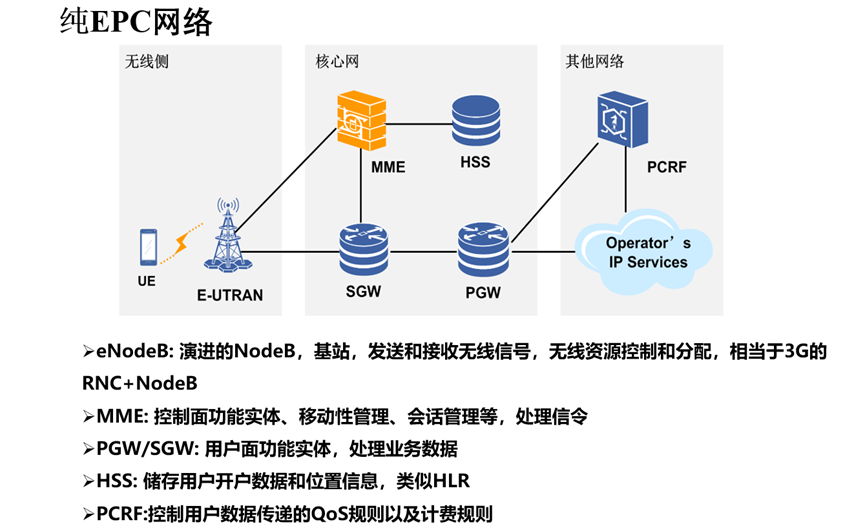 纯EPC网络
无线侧
核心网
其他网络
MME
HSS
PCRF
UE
E-UTRAN
SGW
PGW
Operator’s
IP Services
➢eNodeB: 演进的NodeB，基站，发送和接收无线信号，无线资源控制和分配，相当于3G的
RNC+NodeB
➢MME: 控制面功能实体、移动性管理、会话管理等，处理信令
➢PGW/SGW: 用户面功能实体，处理业务数据
➢HSS: 储存用户开户数据和位置信息，类似HLR
➢PCRF:控制用户数据传递的QoS规则以及计费规则